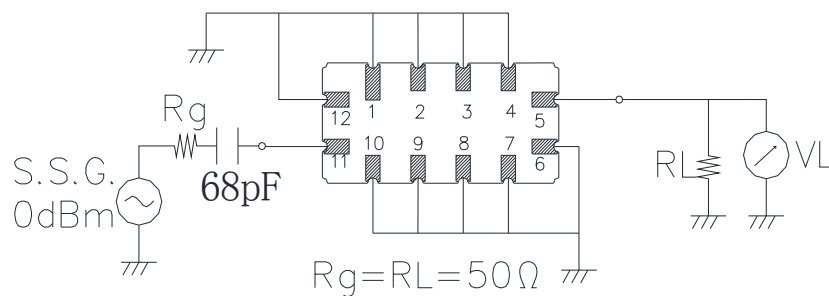 1 2 3 4
12 5
Rg 10 9 8 7
11 6
S.S.G. 68pF RL VL
0dBm
Rg=RL=50Ω